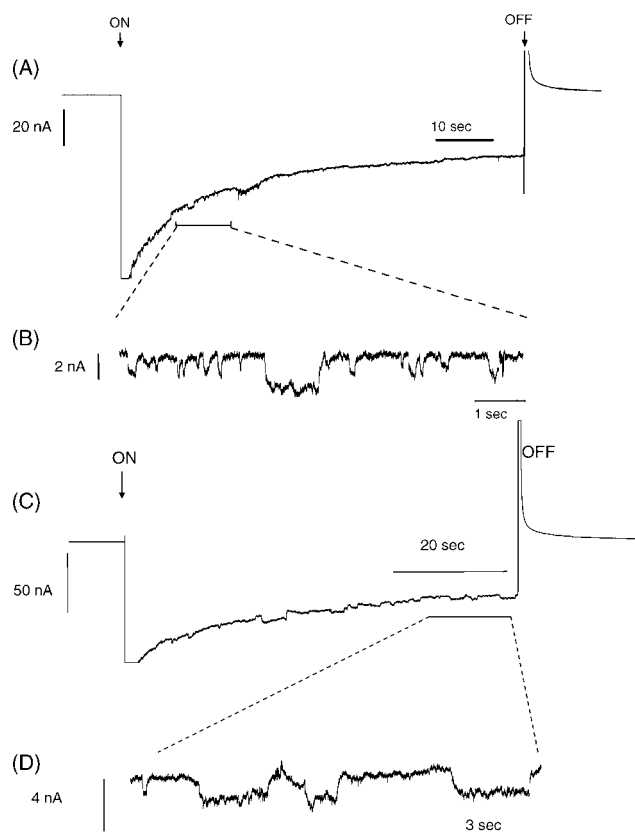 ON
OFF
(A)
20 nA
10 sec
(B)
2 nA
1 sec
ON
OFF
(C)
20 sec
50 nA
(D)
4 nA
3 sec